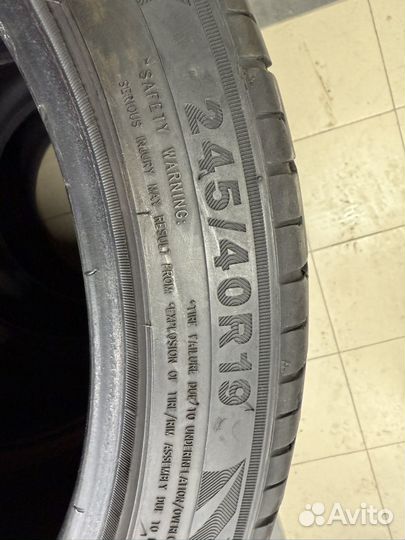 245/40R19
"SAFETY WARNING:
SERIOUS INJURY MAY RESULT FROM "EXPLOSION OF TIRE/RIM ASSEMBLY DUE TO
"TIRE FAILURE DUE/TO UNDERINFLATION/OVER
Avito